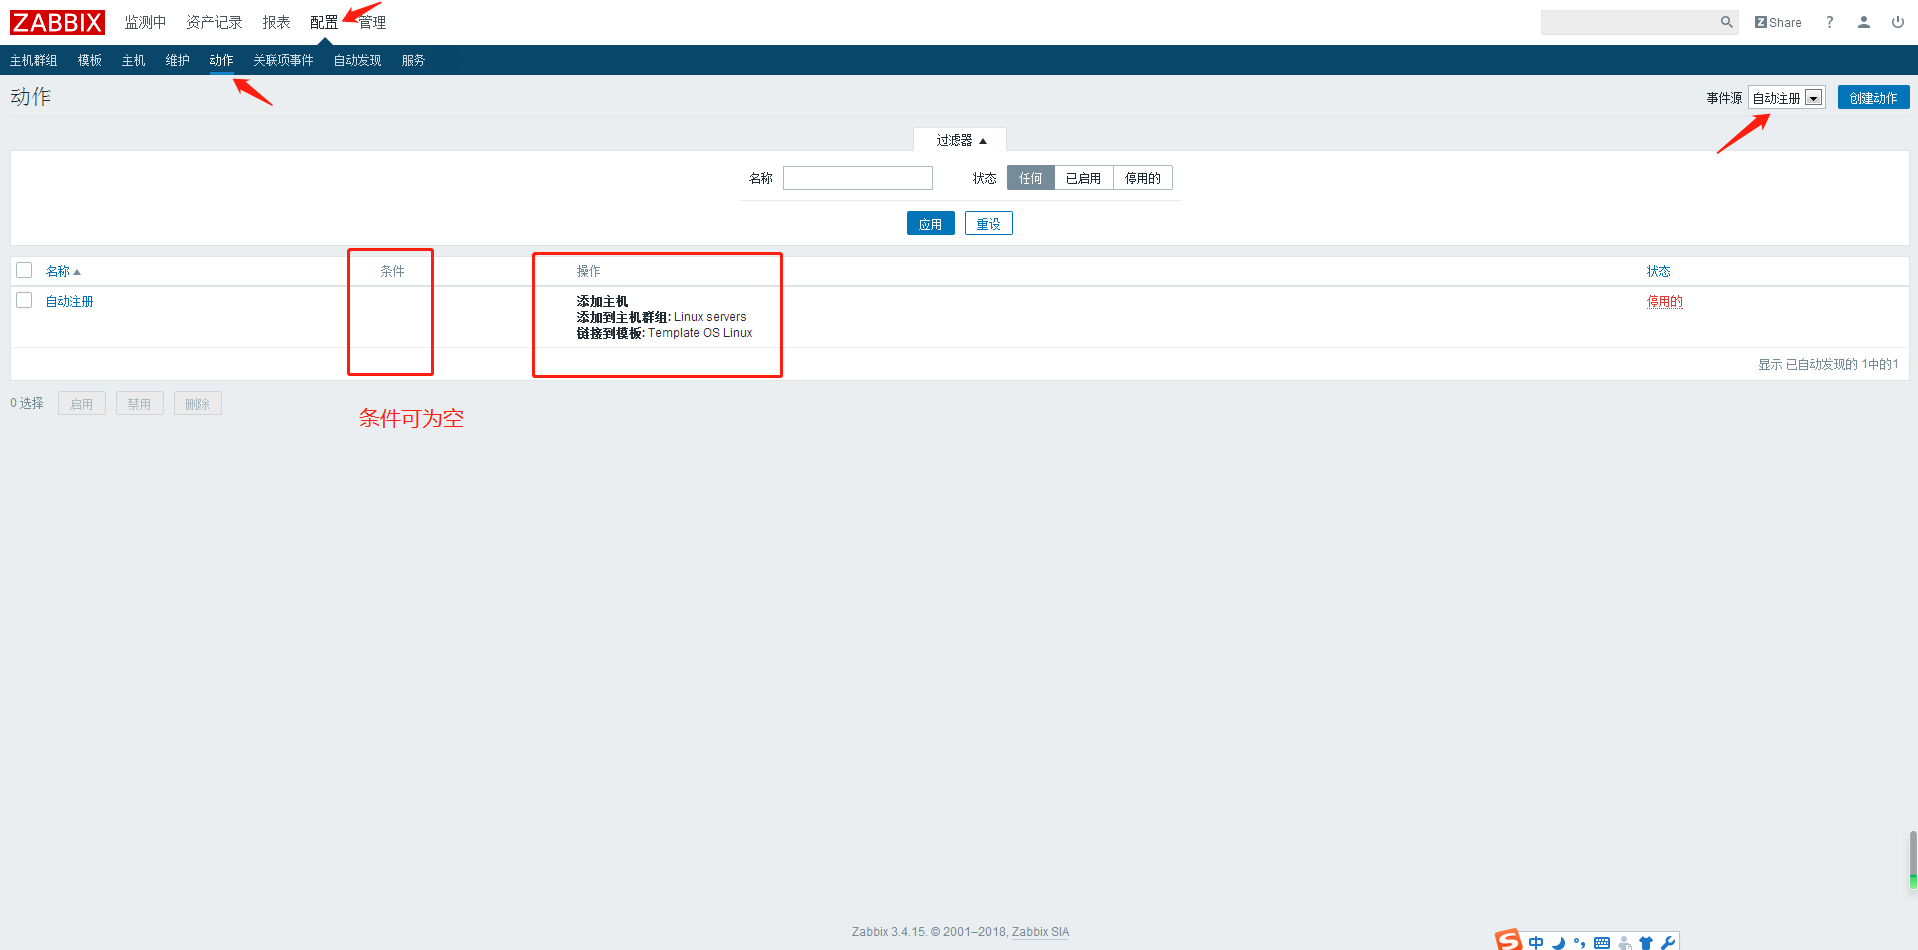 ZABBIX 监测中 资产记录 报表 配置 管理 Z Share ?
主机群组 模板 主机 维护 动作 关联项事件 自动发现 服务
动作 事件源 自动注册 创建动作
过滤器 ▲
名称 状态 任何 已启用 停用的
应用 重设
名称 ▲ 条件 操作 状态
自动注册 添加主机 停用的
添加到主机群组: Linux servers
链接到模板: Template OS Linux
显示 已自动发现的 1中的1
0 选择 启用 禁用 删除
条件可为空
Zabbix 3.4.15. © 2001–2018, Zabbix SIA
S 中